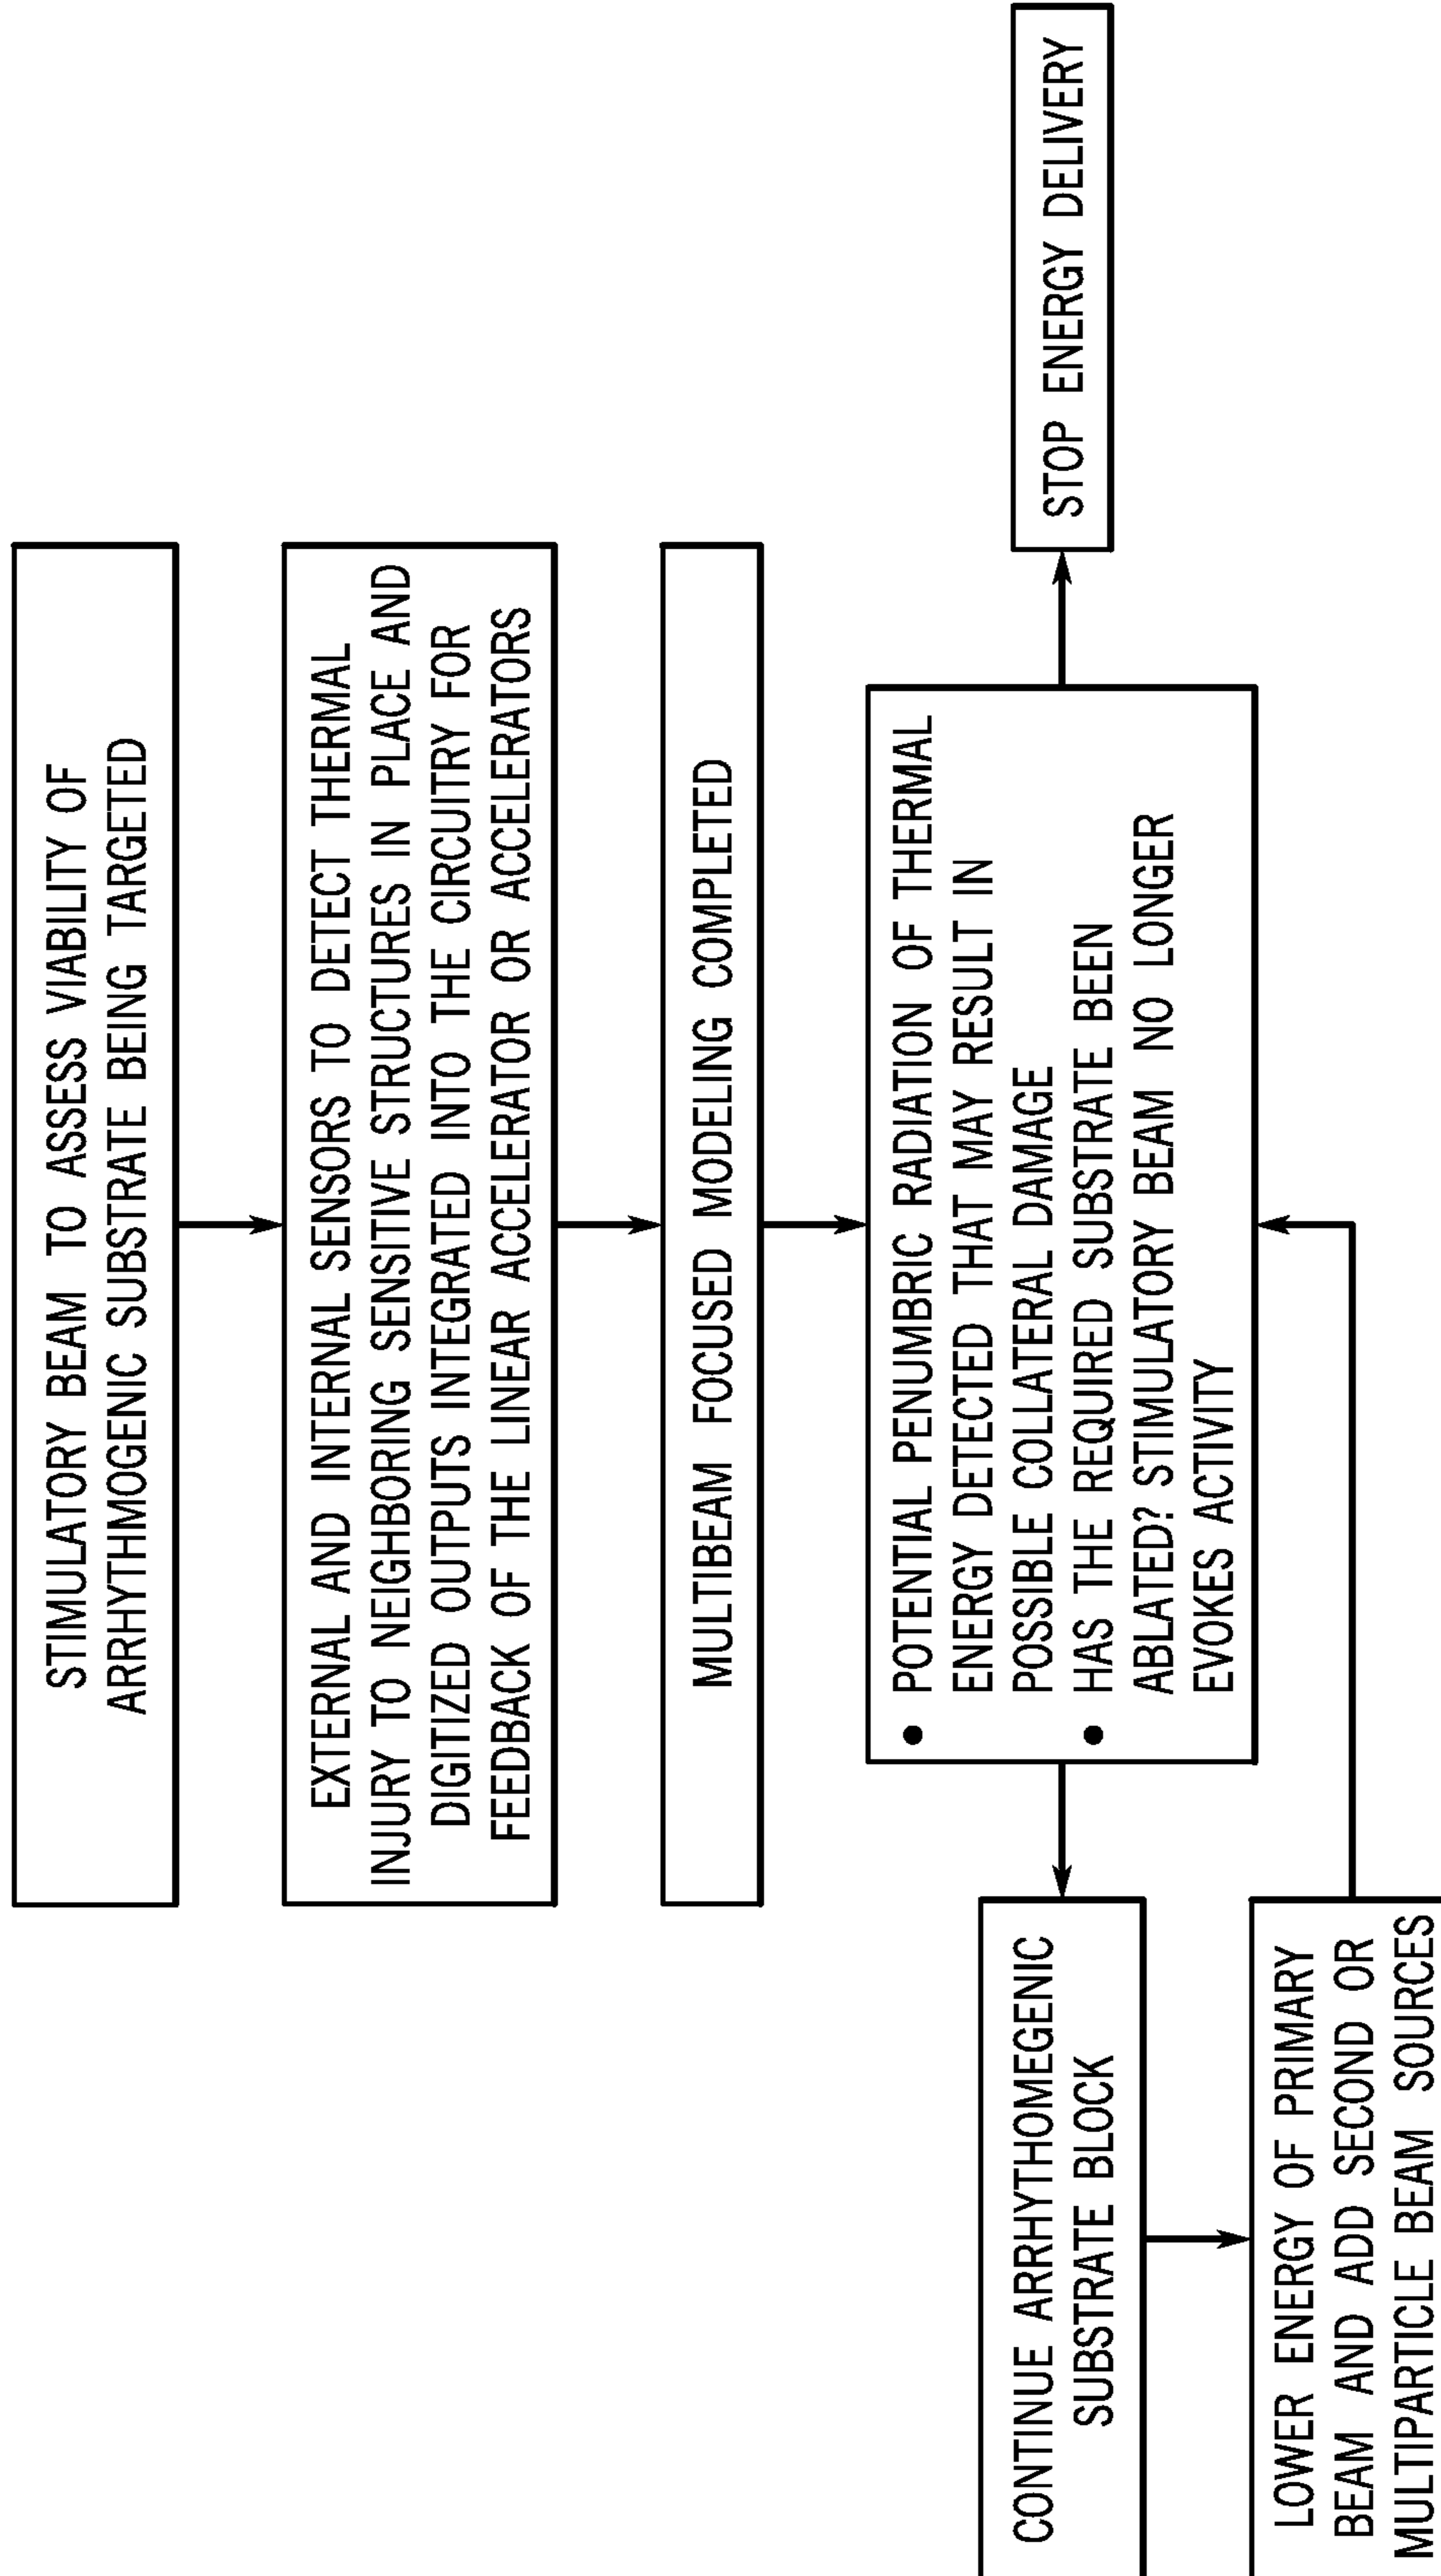 STIMULATORY BEAM TO ASSESS VIABILITY OF
ARRHYTHMOGENIC SUBSTRATE BEING TARGETED
EXTERNAL AND INTERNAL SENSORS TO DETECT THERMAL
INJURY TO NEIGHBORING SENSITIVE STRUCTURES IN PLACE AND
DIGITIZED OUTPUTS INTEGRATED INTO THE CIRCUITRY FOR
FEEDBACK OF THE LINEAR ACCELERATOR OR ACCELERATORS
MULTIBEAM FOCUSED MODELING COMPLETED
• POTENTIAL PENUMBRIC RADIATION OF THERMAL
ENERGY DETECTED THAT MAY RESULT IN
POSSIBLE COLLATERAL DAMAGE
• HAS THE REQUIRED SUBSTRATE BEEN
ABLATED? STIMULATORY BEAM NO LONGER
EVOKES ACTIVITY
STOP ENERGY DELIVERY
CONTINUE ARRHYTHOMEGENIC
SUBSTRATE BLOCK
LOWER ENERGY OF PRIMARY
BEAM AND ADD SECOND OR
MULTIPARTICLE BEAM SOURCES